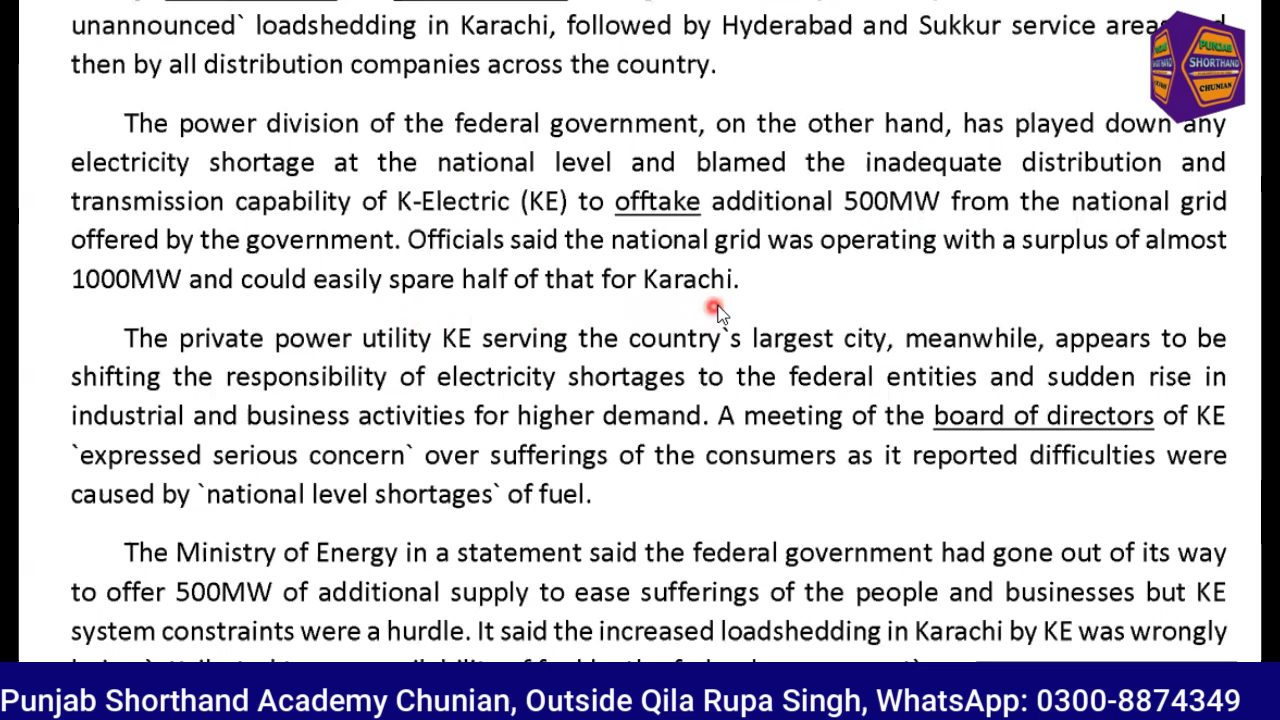 unannounced` loadshedding in Karachi, followed by Hyderabad and Sukkur service areas
then by all distribution companies across the country.
The power division of the federal government, on the other hand, has played down any
electricity shortage at the national level and blamed the inadequate distribution and
transmission capability of K-Electric (KE) to offtake additional 500MW from the national grid
offered by the government. Officials said the national grid was operating with a surplus of almost
1000MW and could easily spare half of that for Karachi.
The private power utility KE serving the country`s largest city, meanwhile, appears to be
shifting the responsibility of electricity shortages to the federal entities and sudden rise in
industrial and business activities for higher demand. A meeting of the board of directors of KE
`expressed serious concern` over sufferings of the consumers as it reported difficulties were
caused by `national level shortages` of fuel.
The Ministry of Energy in a statement said the federal government had gone out of its way
to offer 500MW of additional supply to ease sufferings of the people and businesses but KE
system constraints were a hurdle. It said the increased loadshedding in Karachi by KE was wrongly
PUNJAB
SHORTHAND
CHUNIAN
Punjab Shorthand Academy Chunian, Outside Qila Rupa Singh, WhatsApp: 0300-8874349